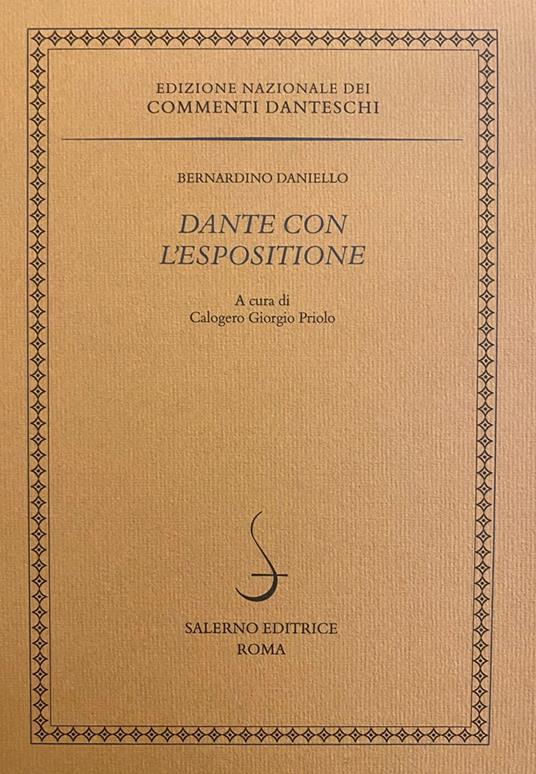 EDIZIONE NAZIONALE DEI
COMMENTI DANTESCHI
BERNARDINO DANIELLO
DANTE CON
L'ESPOSITIONE
A cura di
Calogero Giorgio Priolo
SALERNO EDITRICE
ROMA